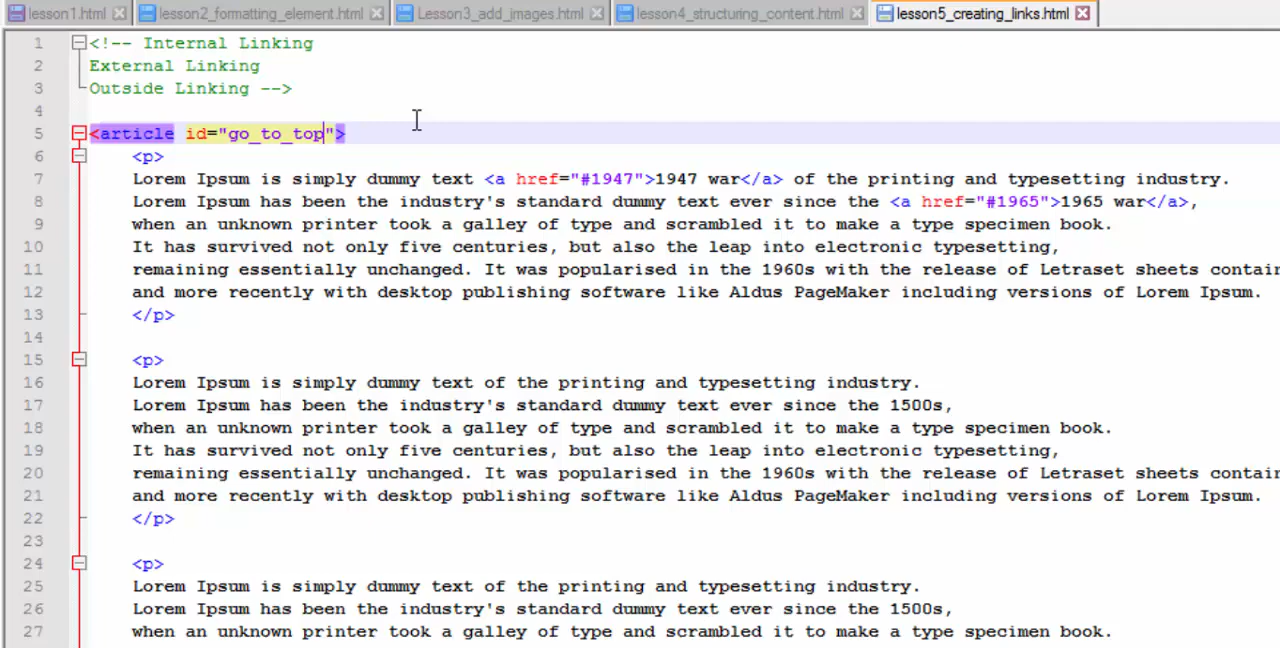 lesson1.html lesson2_formatting_element.html Lesson3_add_images.html lesson4_structuring_content.html lesson5_creating_links.html
1 <!-- Internal Linking
2 External Linking
3 Outside Linking -->
4
5 <article id="go_to_top">
6 <p>
7 Lorem Ipsum is simply dummy text <a href="#1947">1947 war</a> of the printing and typesetting industry.
8 Lorem Ipsum has been the industry's standard dummy text ever since the <a href="#1965">1965 war</a>,
9 when an unknown printer took a galley of type and scrambled it to make a type specimen book.
10 It has survived not only five centuries, but also the leap into electronic typesetting,
11 remaining essentially unchanged. It was popularised in the 1960s with the release of Letraset sheets contain
12 and more recently with desktop publishing software like Aldus PageMaker including versions of Lorem Ipsum.
13 </p>
14
15 <p>
16 Lorem Ipsum is simply dummy text of the printing and typesetting industry.
17 Lorem Ipsum has been the industry's standard dummy text ever since the 1500s,
18 when an unknown printer took a galley of type and scrambled it to make a type specimen book.
19 It has survived not only five centuries, but also the leap into electronic typesetting,
20 remaining essentially unchanged. It was popularised in the 1960s with the release of Letraset sheets contain
21 and more recently with desktop publishing software like Aldus PageMaker including versions of Lorem Ipsum.
22 </p>
23
24 <p>
25 Lorem Ipsum is simply dummy text of the printing and typesetting industry.
26 Lorem Ipsum has been the industry's standard dummy text ever since the 1500s,
27 when an unknown printer took a galley of type and scrambled it to make a type specimen book.